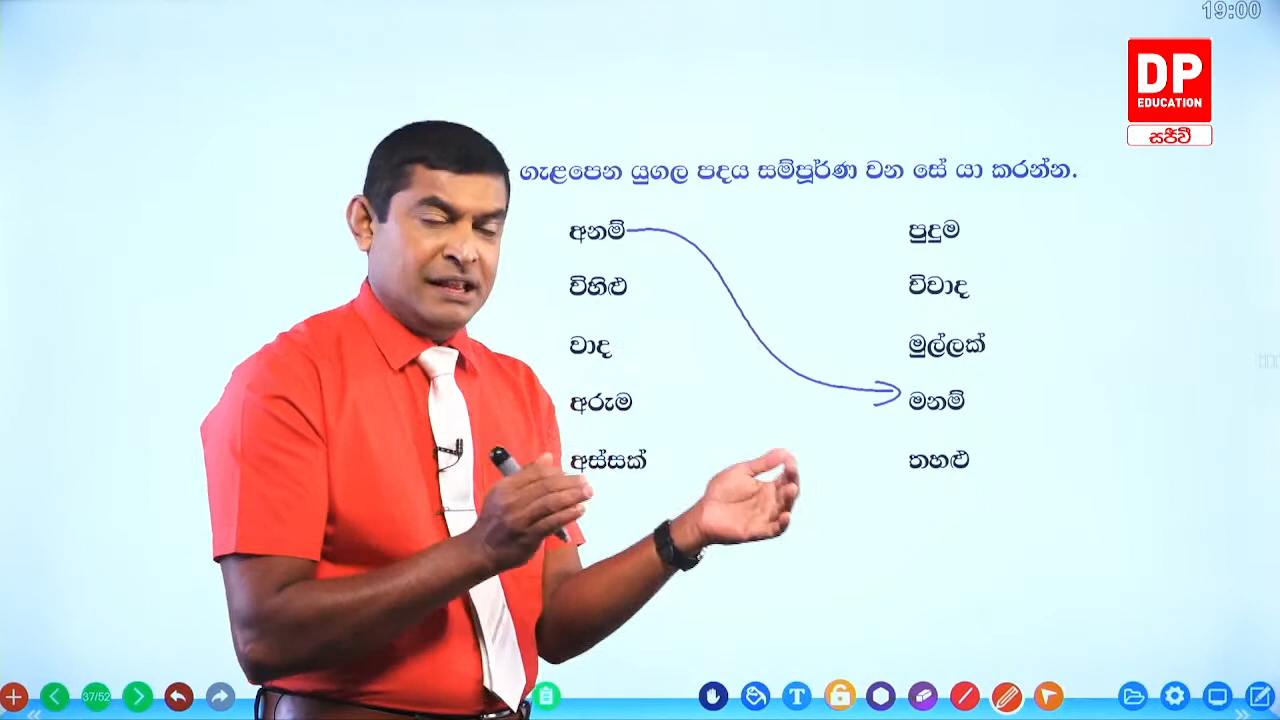 19:00
DP
EDUCATION
සජීවී
ගැළපෙන යුගල පදය සම්පූර්ණ වන සේ යා කරන්න.
අනම් පුදුම
විහිළු විවාද
වාද මුල්ලක්
අරුම මනම්
අස්සක් තහළු
37/52